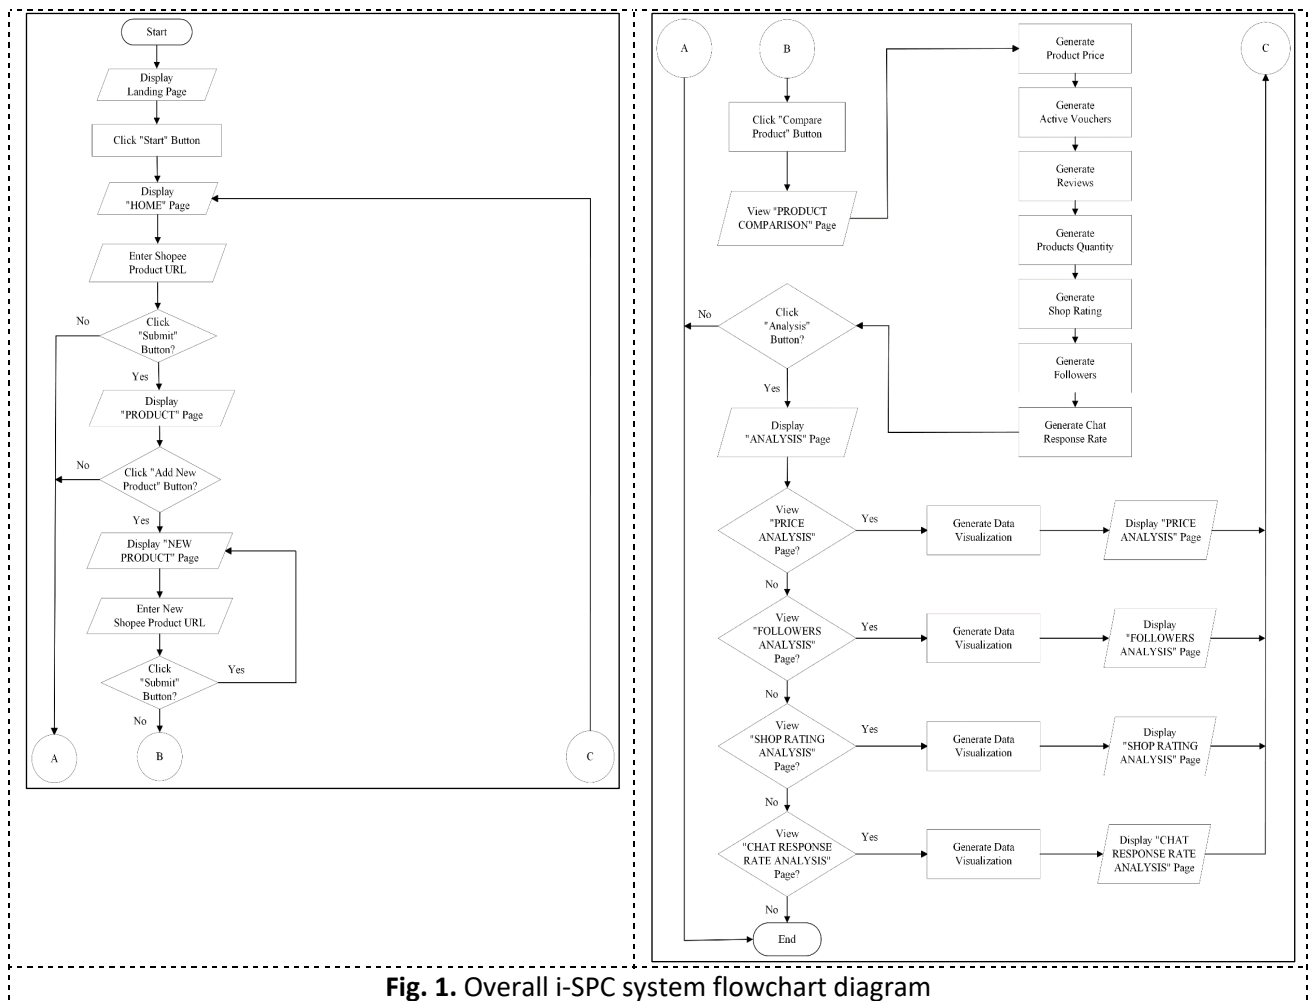 Start
Display
Landing Page
Click "Start" Button
Display
"HOME" Page
Enter Shopee
Product URL
No
Click
"Submit"
Button?
Yes
Display
"PRODUCT" Page
No
Click "Add New
Product" Button?
Yes
Display "NEW
PRODUCT" Page
Enter New
Shopee Product URL
Click
"Submit"
Button?
Yes
No
A
B
C
A
B
C
Click "Compare
Product" Button
View "PRODUCT
COMPARISON" Page
Generate
Product Price
Generate
Active Vouchers
Generate
Reviews
Generate
Products Quantity
Generate
Shop Rating
Generate
Followers
Generate Chat
Response Rate
No
Click
"Analysis"
Button?
Yes
Display
"ANALYSIS" Page
View
"PRICE
ANALYSIS"
Page?
Yes
Generate Data
Visualization
Display "PRICE
ANALYSIS" Page
No
View
"FOLLOWERS
ANALYSIS"
Page?
Yes
Generate Data
Visualization
Display
"FOLLOWERS
ANALYSIS" Page
No
View
"SHOP RATING
ANALYSIS"
Page?
Yes
Generate Data
Visualization
Display
"SHOP RATING
ANALYSIS" Page
No
View
"CHAT RESPONSE
RATE ANALYSIS"
Page?
Yes
Generate Data
Visualization
Display "CHAT
RESPONSE RATE
ANALYSIS" Page
No
End
Fig. 1. Overall i-SPC system flowchart diagram